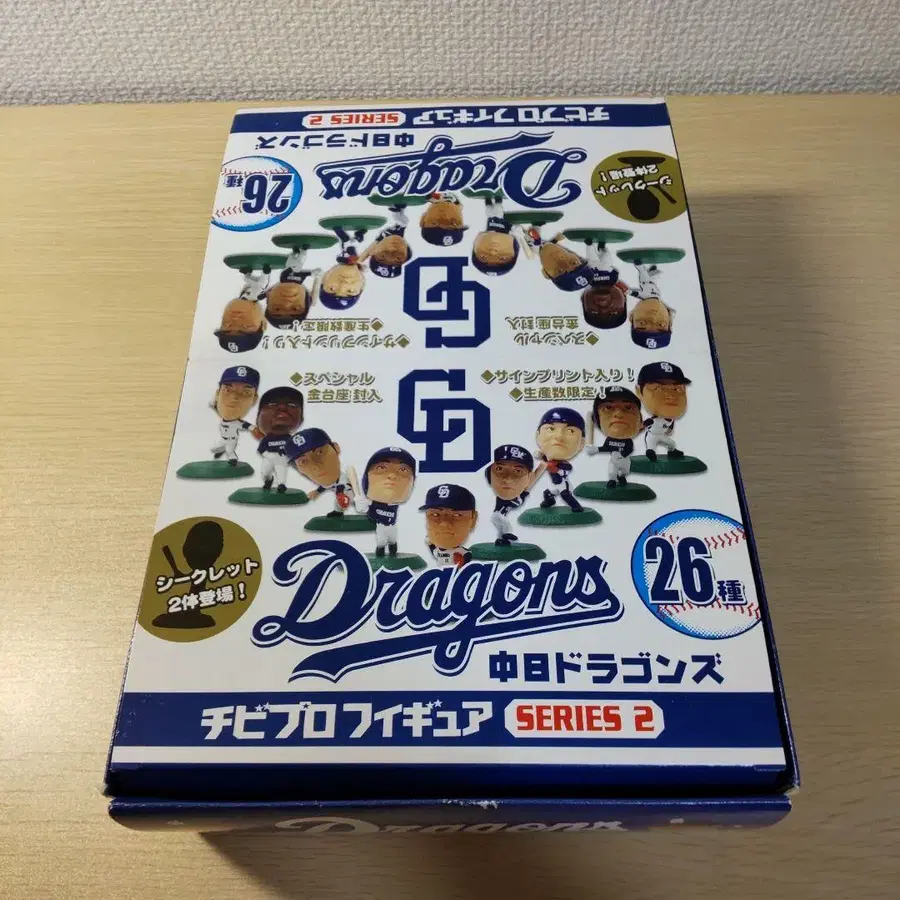 チビプロフィギュア SERIES 2
中日ドラゴンズ
Dragons
26種
シークレット
2体登場！
CD
◆サインプリント入り！
◆生産数限定！
◆スペシャル
金台座封入
◆スペシャル
金台座封入
◆サインプリント入り！
◆生産数限定！
CD
シークレット
2体登場！
Dragons
26種
中日ドラゴンズ
チビプロフィギュア SERIES 2
Dragons